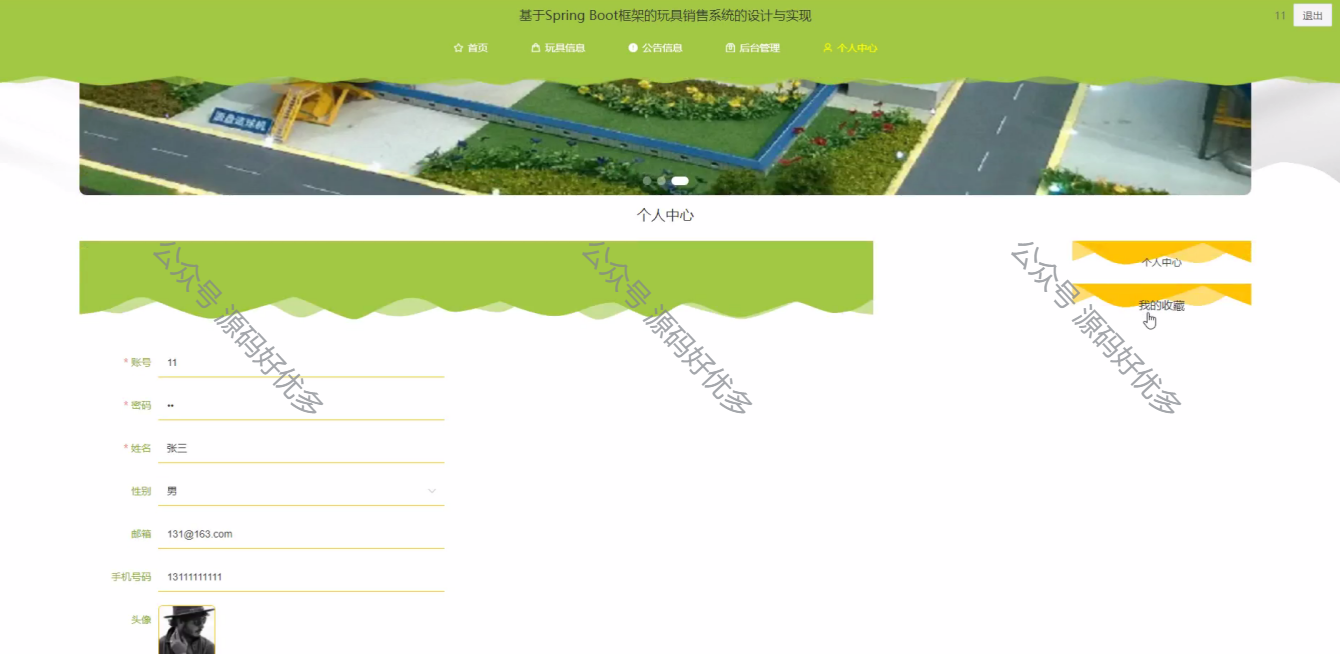 基于Spring Boot框架的玩具销售系统的设计与实现
11 退出
首页 玩具信息 公告信息 后台管理 个人中心
圆盘送球机
个人中心
个人中心
我的收藏
公众号 源码好优多
公众号 源码好优多
公众号 源码好优多
* 账号 11
* 密码 ••
* 姓名 张三
性别 男
邮箱 131@163.com
手机号码 13111111111
头像